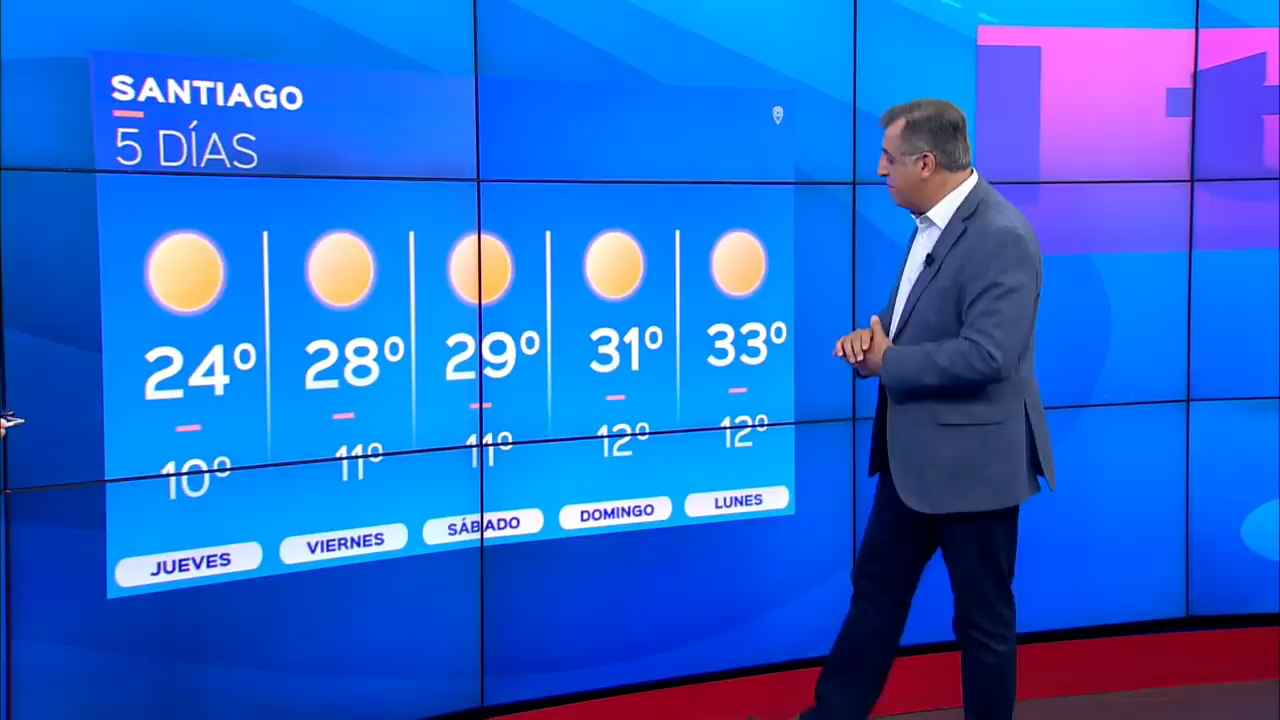 SANTIAGO
5 DÍAS
24º 28º 29º 31º 33º
10º 11º 11º 12º 12º
JUEVES VIERNES SÁBADO DOMINGO LUNES